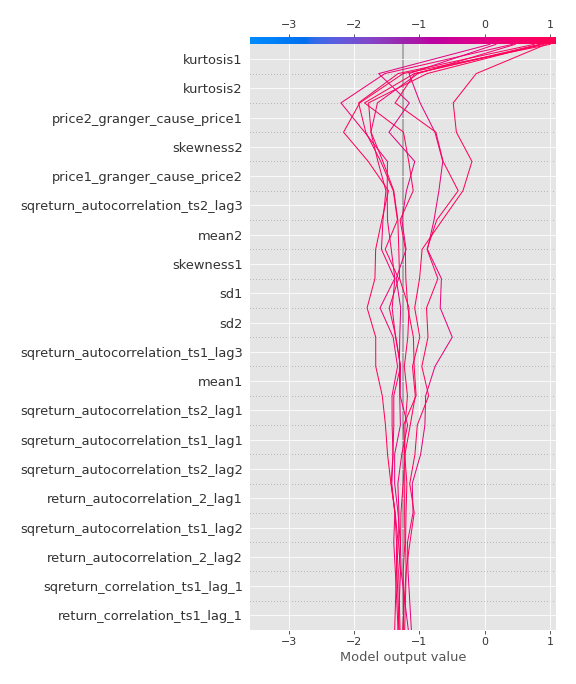 −3 −2 −1 0 1
kurtosis1
kurtosis2
price2_granger_cause_price1
skewness2
price1_granger_cause_price2
sqreturn_autocorrelation_ts2_lag3
mean2
skewness1
sd1
sd2
sqreturn_autocorrelation_ts1_lag3
mean1
sqreturn_autocorrelation_ts2_lag1
sqreturn_autocorrelation_ts1_lag1
sqreturn_autocorrelation_ts2_lag2
return_autocorrelation_2_lag1
sqreturn_autocorrelation_ts1_lag2
return_autocorrelation_2_lag2
sqreturn_correlation_ts1_lag_1
return_correlation_ts1_lag_1
−3 −2 −1 0 1
Model output value